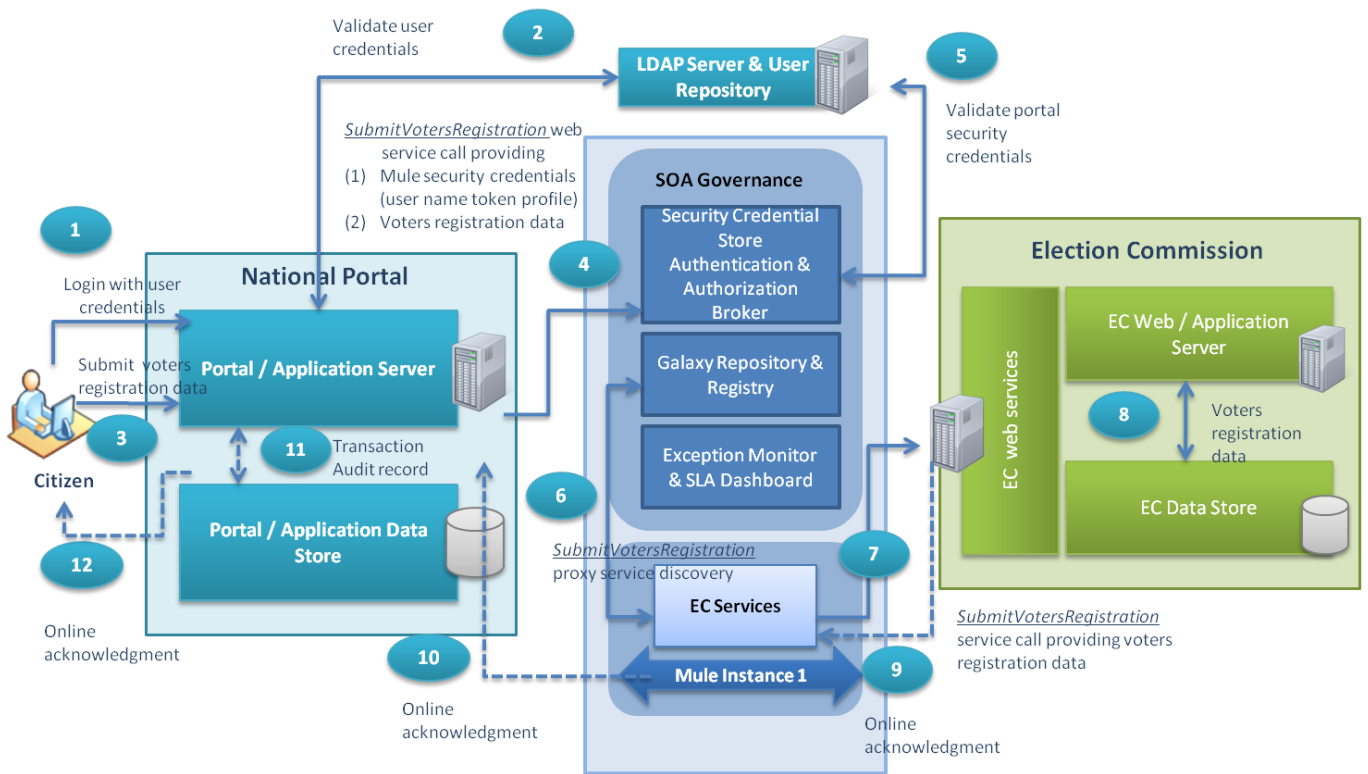 Validate user
credentials
2
LDAP Server & User
Repository
5
Validate portal
security
credentials
SubmitVotersRegistration web
service call providing
(1) Mule security credentials
(user name token profile)
(2) Voters registration data
SOA Governance
Security Credential
Store
Authentication &
Authorization
Broker
Galaxy Repository &
Registry
Exception Monitor
& SLA Dashboard
1
Login with user
credentials
Submit voters
registration data
3
Citizen
12
Online
acknowledgment
National Portal
Portal / Application Server
11
Transaction
Audit record
Portal / Application Data
Store
4
6
SubmitVotersRegistration
proxy service discovery
EC Services
Mule Instance 1
7
9
Online
acknowledgment
10
Online
acknowledgment
Election Commission
EC web services
EC Web / Application
Server
8
Voters
registration
data
EC Data Store
SubmitVotersRegistration
service call providing voters
registration data